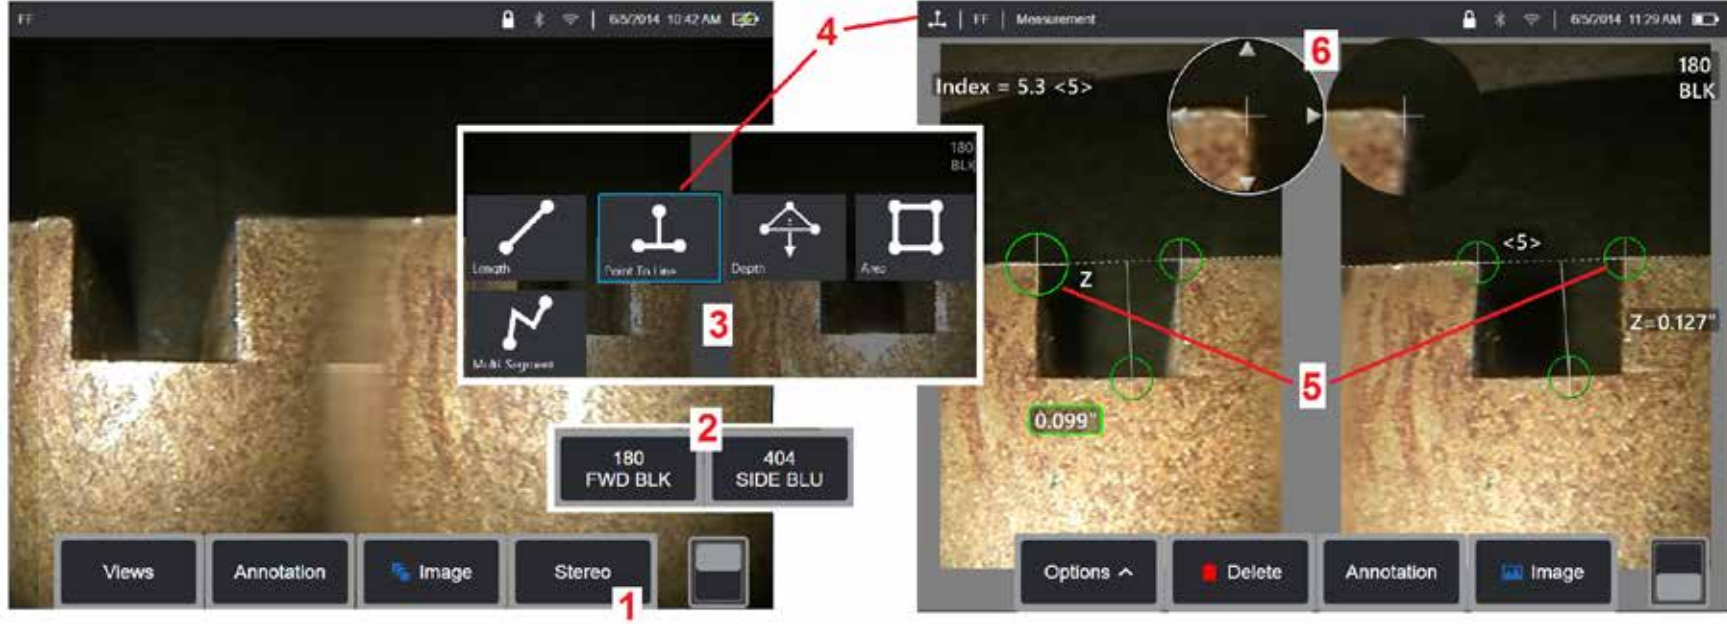 FF
6/5/2014 10:42 AM
4
FF Measurement
6/5/2014 11:29 AM
6
Index = 5.3 <5>
180
BLK
180
BLK
Length
Point To Line
Depth
Area
Multi Segment
3
Z
<5>
Z=0.127"
5
0.099"
2
180
FWD BLK
404
SIDE BLU
Views
Annotation
Image
Stereo
1
Options
Delete
Annotation
Image